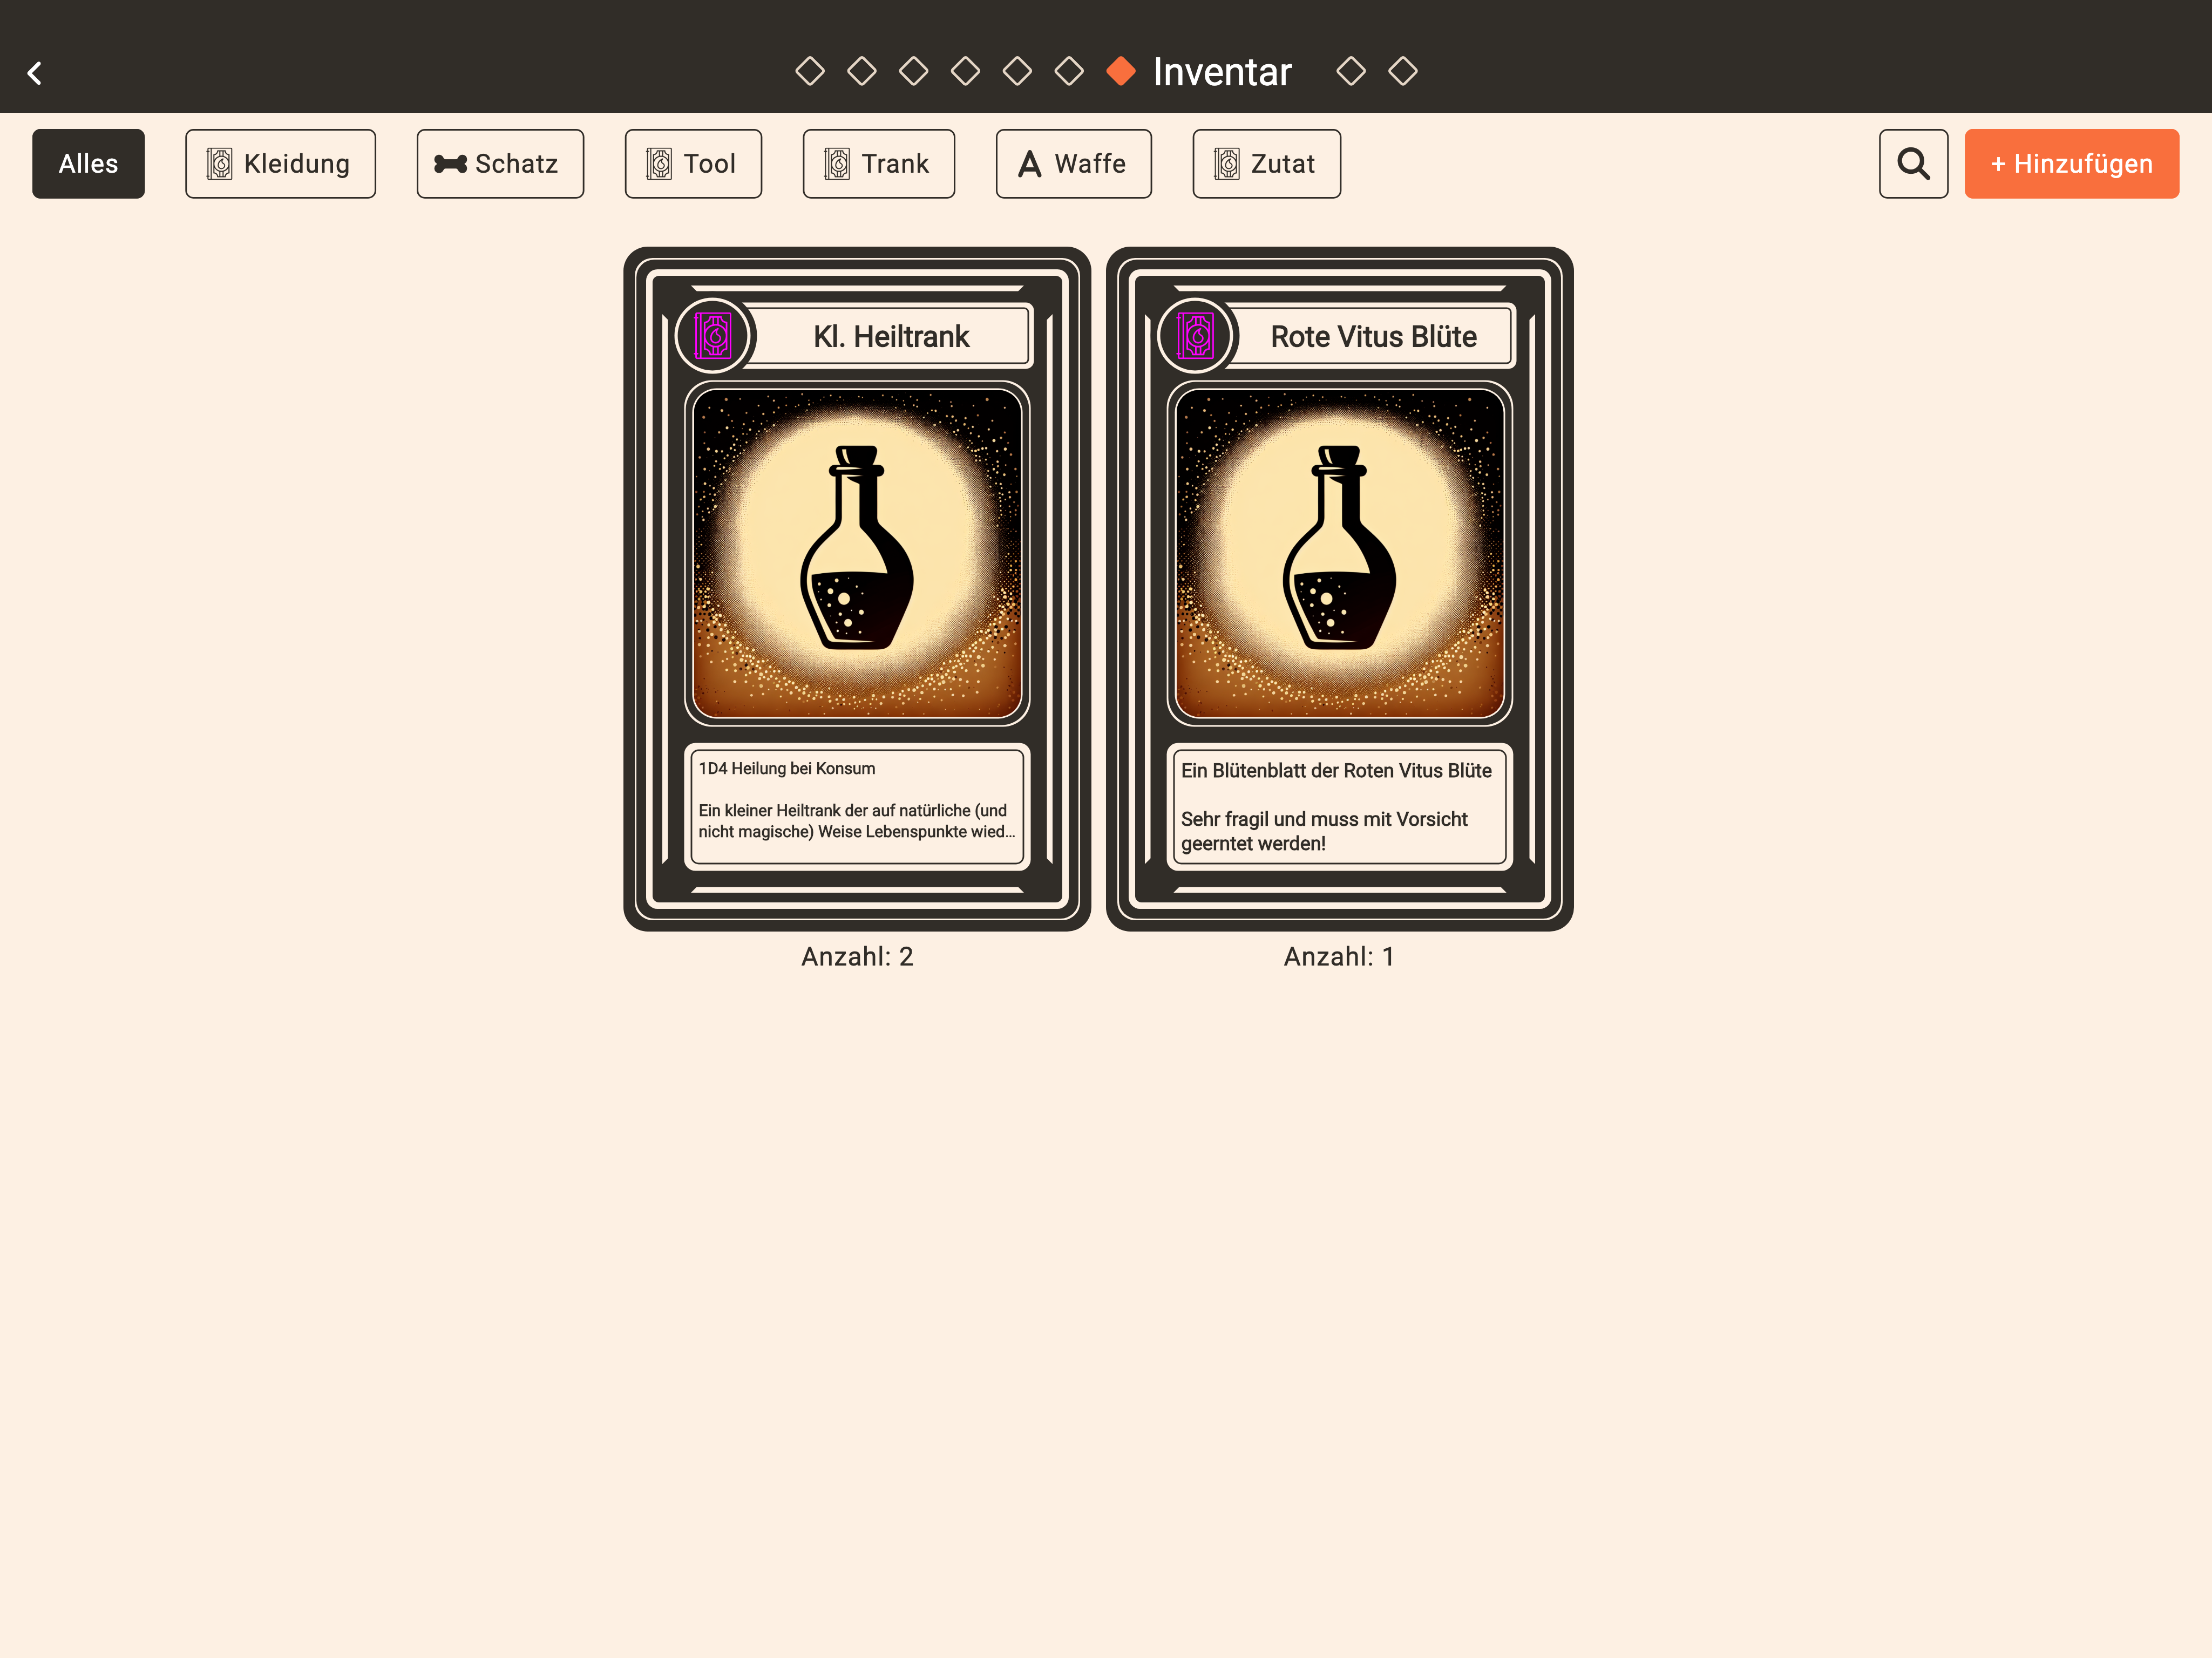 Inventar
Alles
Kleidung
Schatz
Tool
Trank
Waffe
Zutat
+ Hinzufügen
Kl. Heiltrank
1D4 Heilung bei Konsum
Ein kleiner Heiltrank der auf natürliche (und
nicht magische) Weise Lebenspunkte wied...
Anzahl: 2
Rote Vitus Blüte
Ein Blütenblatt der Roten Vitus Blüte
Sehr fragil und muss mit Vorsicht
geerntet werden!
Anzahl: 1